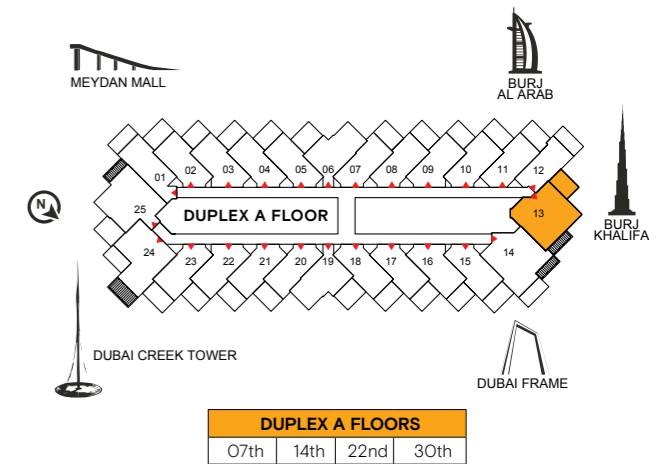 MEYDAN MALL
BURJ
AL ARAB
01 02 03 04 05 06 07 08 09 10 11 12
N
25
DUPLEX A FLOOR
13
BURJ
KHALIFA
24 23 22 21 20 19 18 17 16 15 14
DUBAI CREEK TOWER
DUBAI FRAME
DUPLEX A FLOORS
07th 14th 22nd 30th